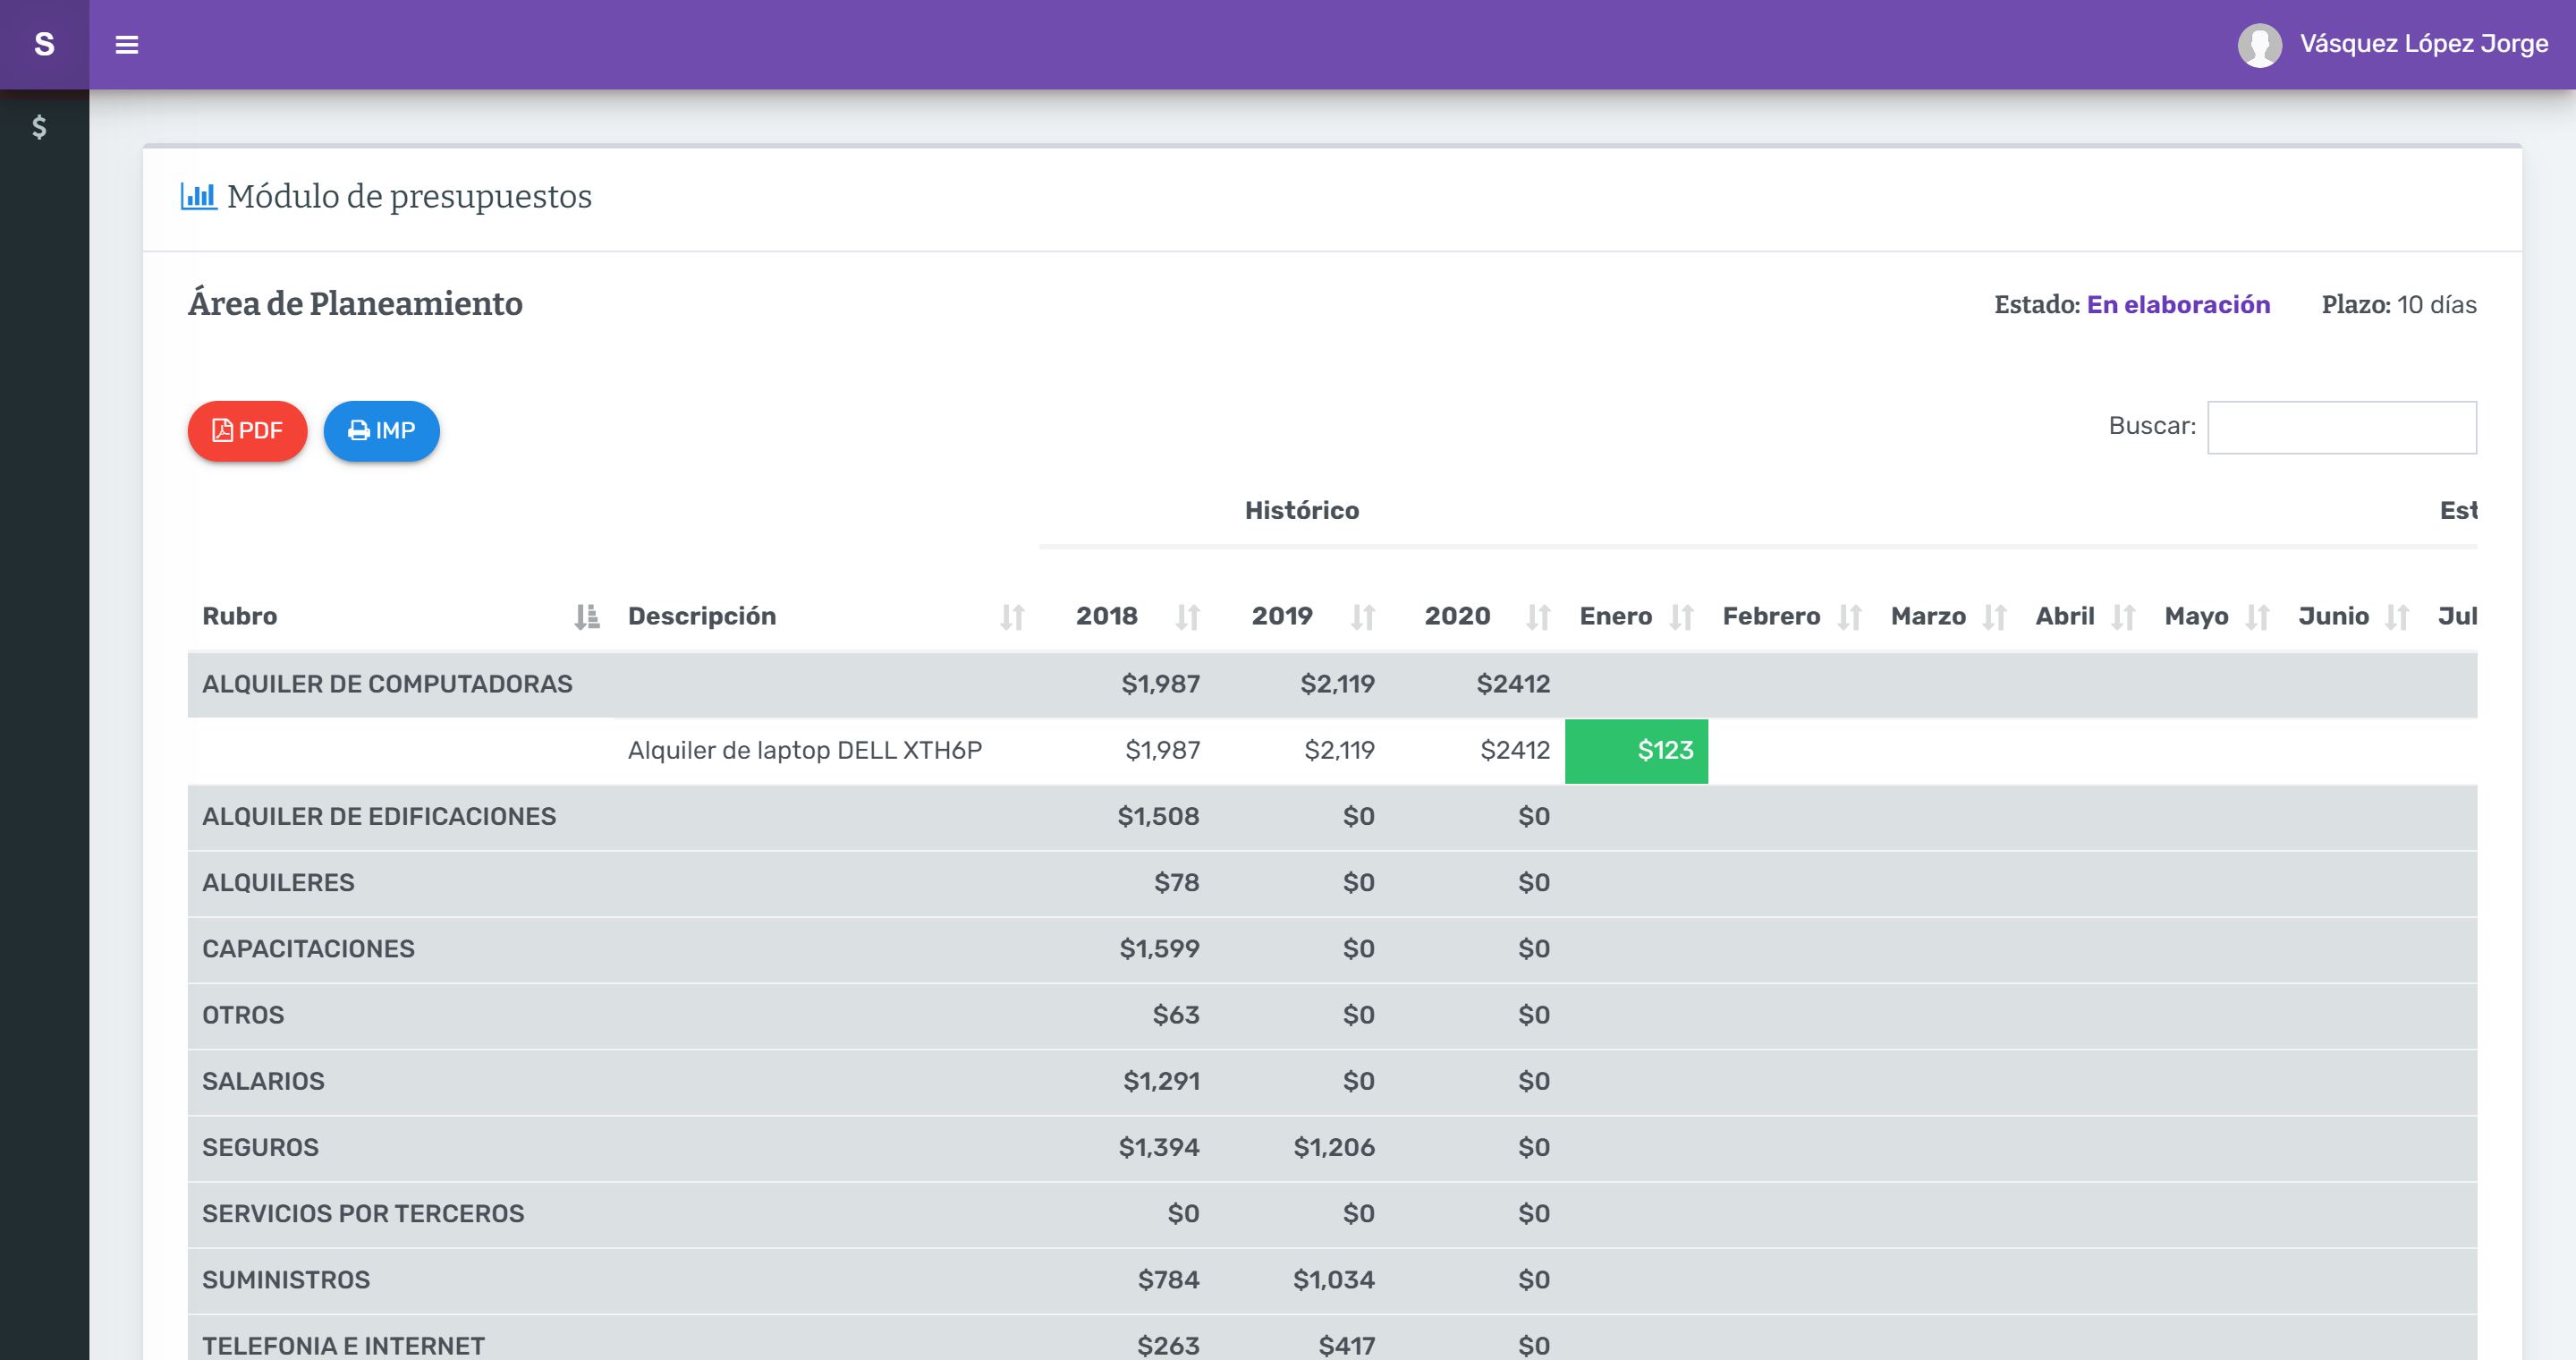 S
Vásquez López Jorge
$
Módulo de presupuestos
Área de Planeamiento
Estado: En elaboración Plazo: 10 días
PDF IMP
Buscar:
Histórico Est
Rubro Descripción 2018 2019 2020 Enero Febrero Marzo Abril Mayo Junio Jul
ALQUILER DE COMPUTADORAS $1,987 $2,119 $2412
Alquiler de laptop DELL XTH6P $1,987 $2,119 $2412 $123
ALQUILER DE EDIFICACIONES $1,508 $0 $0
ALQUILERES $78 $0 $0
CAPACITACIONES $1,599 $0 $0
OTROS $63 $0 $0
SALARIOS $1,291 $0 $0
SEGUROS $1,394 $1,206 $0
SERVICIOS POR TERCEROS $0 $0 $0
SUMINISTROS $784 $1,034 $0
TELEFONIA E INTERNET $263 $417 $0